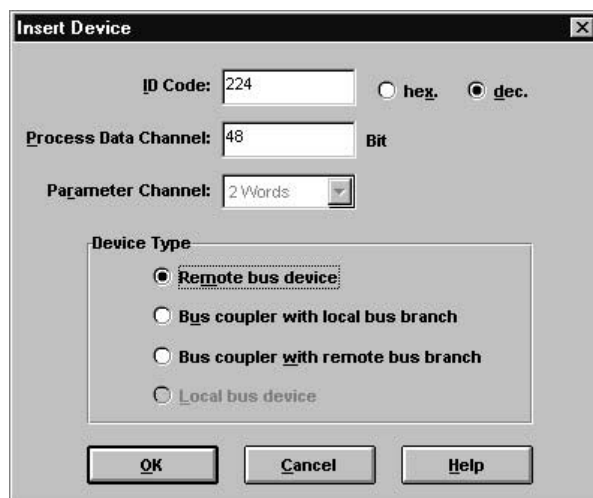 Insert Device
ID Code: 224 hex. dec.
Process Data Channel: 48 Bit
Parameter Channel: 2 Words
Device Type
Remote bus device
Bus coupler with local bus branch
Bus coupler with remote bus branch
Local bus device
OK Cancel Help